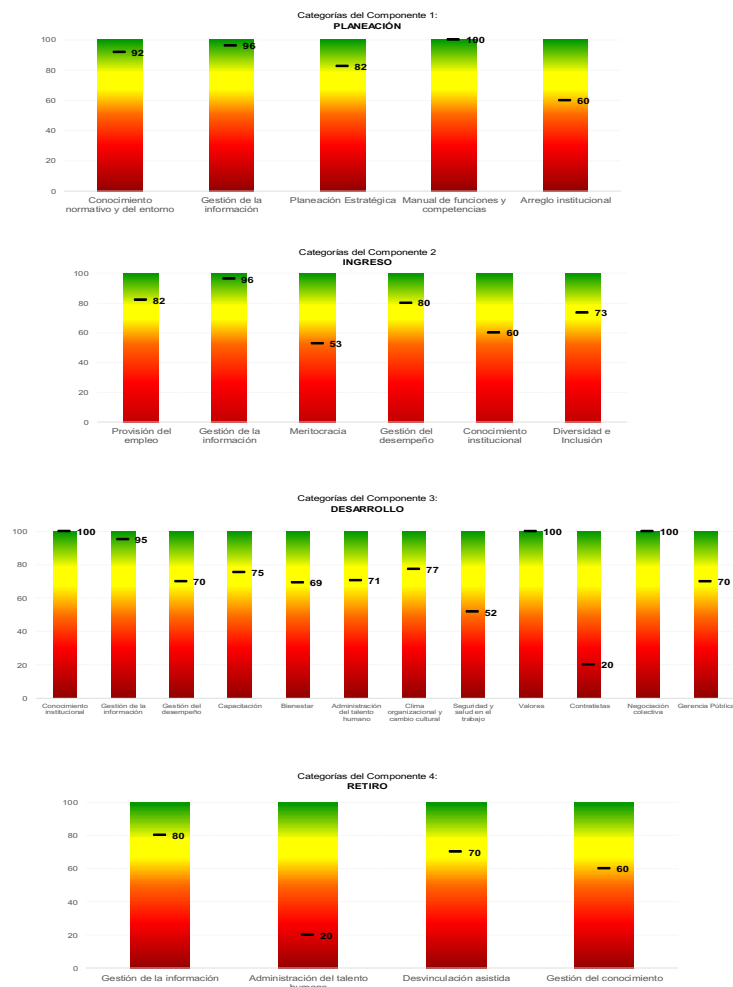 Categorías del Componente 1:
PLANEACIÓN
100
80
60
40
20
0
92
96
82
100
60
Conocimiento
normativo y del entorno
Gestión de la
información
Planeación Estratégica
Manual de funciones y
competencias
Arreglo institucional
Categorías del Componente 2
INGRESO
100
80
60
40
20
0
82
96
53
80
60
73
Provisión del
empleo
Gestión de la
información
Meritocracia
Gestión del
desempeño
Conocimiento
institucional
Diversidad e
Inclusión
Categorías del Componente 3:
DESARROLLO
100
80
60
40
20
0
100
95
70
75
69
71
77
52
100
20
100
70
Conocimiento
institucional
Gestión de la
información
Gestión del
desempeño
Capacitación
Bienestar
Administración
del talento
humano
Clima
organizacional y
cambio cultural
Seguridad y
salud en el
trabajo
Valores
Contratistas
Negociación
colectiva
Gerencia Pública
Categorías del Componente 4:
RETIRO
100
80
60
40
20
0
80
20
70
60
Gestión de la información
Administración del talento
humano
Desvinculación asistida
Gestión del conocimiento